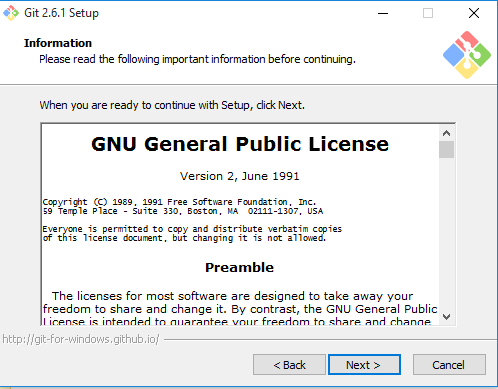 Git 2.6.1 Setup
Information
Please read the following important information before continuing.
When you are ready to continue with Setup, click Next.
GNU General Public License
Version 2, June 1991
Copyright (C) 1989, 1991 Free Software Foundation, Inc.
59 Temple Place - Suite 330, Boston, MA  02111-1307, USA
Everyone is permitted to copy and distribute verbatim copies
of this license document, but changing it is not allowed.
Preamble
The licenses for most software are designed to take away your
freedom to share and change it. By contrast, the GNU General Public
License is intended to guarantee your freedom to share and change
http://git-for-windows.github.io/
< Back
Next >
Cancel